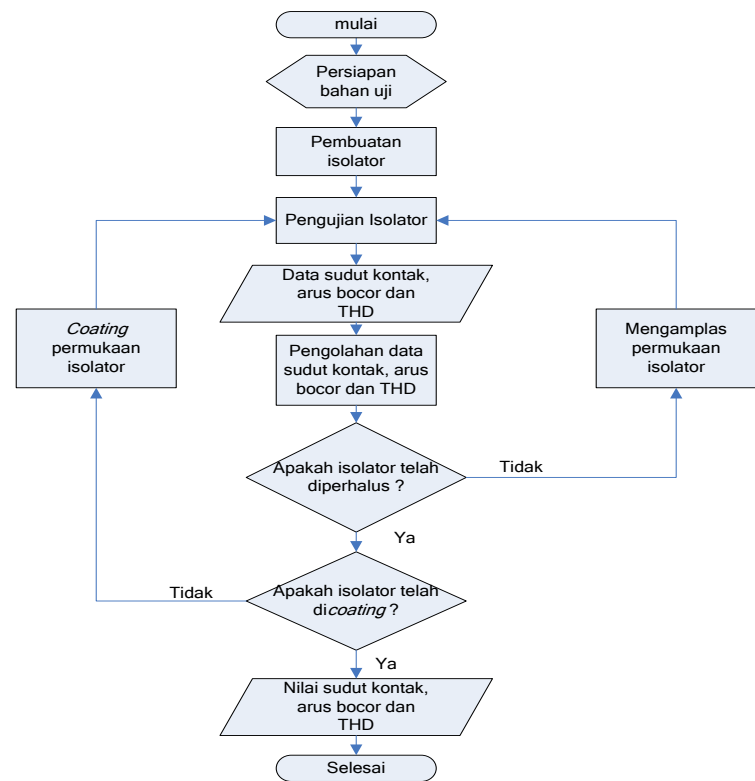 mulai
Persiapan
bahan uji
Pembuatan
isolator
Pengujian Isolator
Data sudut kontak,
arus bocor dan
THD
Coating
permukaan
isolator
Pengolahan data
sudut kontak, arus
bocor dan THD
Mengamplas
permukaan
isolator
Apakah isolator telah
diperhalus ?
Tidak
Ya
Apakah isolator telah
dicoating ?
Tidak
Ya
Nilai sudut kontak,
arus bocor dan
THD
Selesai